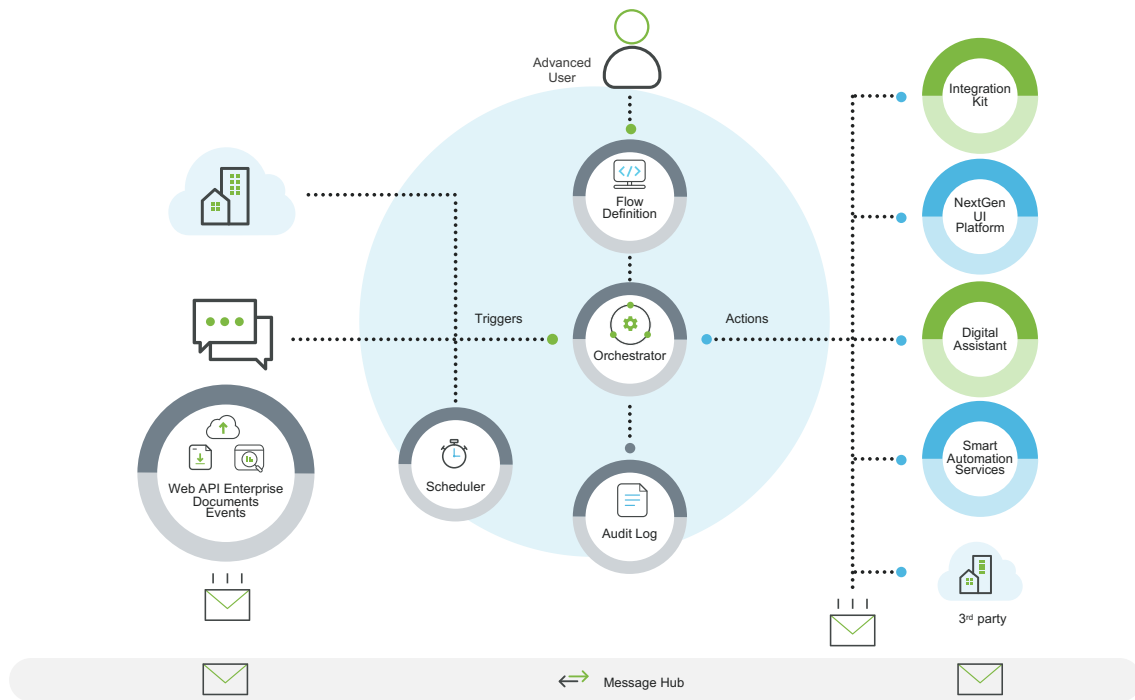 Advanced
User
Integration
Kit
</>
Flow
Definition
NextGen
UI
Platform
Triggers
Actions
Orchestrator
Digital
Assistant
Scheduler
Smart
Automation
Services
Web API Enterprise
Documents
Events
Audit Log
3rd party
Message Hub